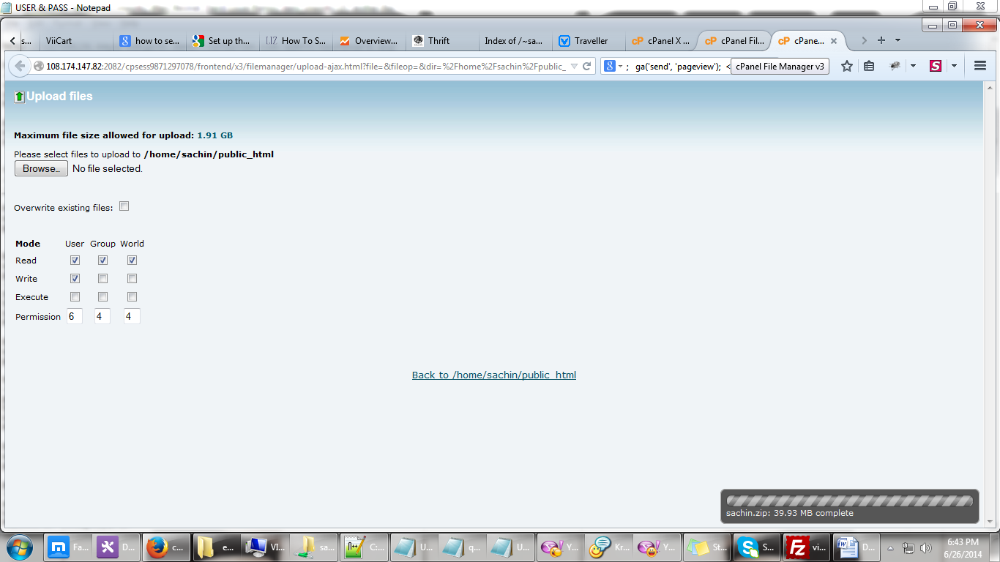 USER & PASS - Notepad
s...
ViiCart
how to se...
Set up th...
How To S...
Overview...
Thrift
Index of /~sa...
Traveller
cPanel X ...
cPanel Fil...
cPane...
108.174.147.82:2082/cpsess9871297078/frontend/x3/filemanager/upload-ajax.html?file=&fileop=&dir=%2Fhome%2Fsachin%2Fpublic_
; ga('send', 'pageview'); <
cPanel File Manager v3
Upload files
Maximum file size allowed for upload: 1.91 GB
Please select files to upload to /home/sachin/public_html
Browse... No file selected.
Overwrite existing files:
Mode User Group World
Read
Write
Execute
Permission 6 4 4
Back to /home/sachin/public_html
sachin.zip: 39.93 MB complete
Fa...
D...
c...
e...
VI...
sa...
C:...
U...
q...
U...
Y...
Kr...
Y...
St...
S...
vi...
D...
6:43 PM
6/26/2014